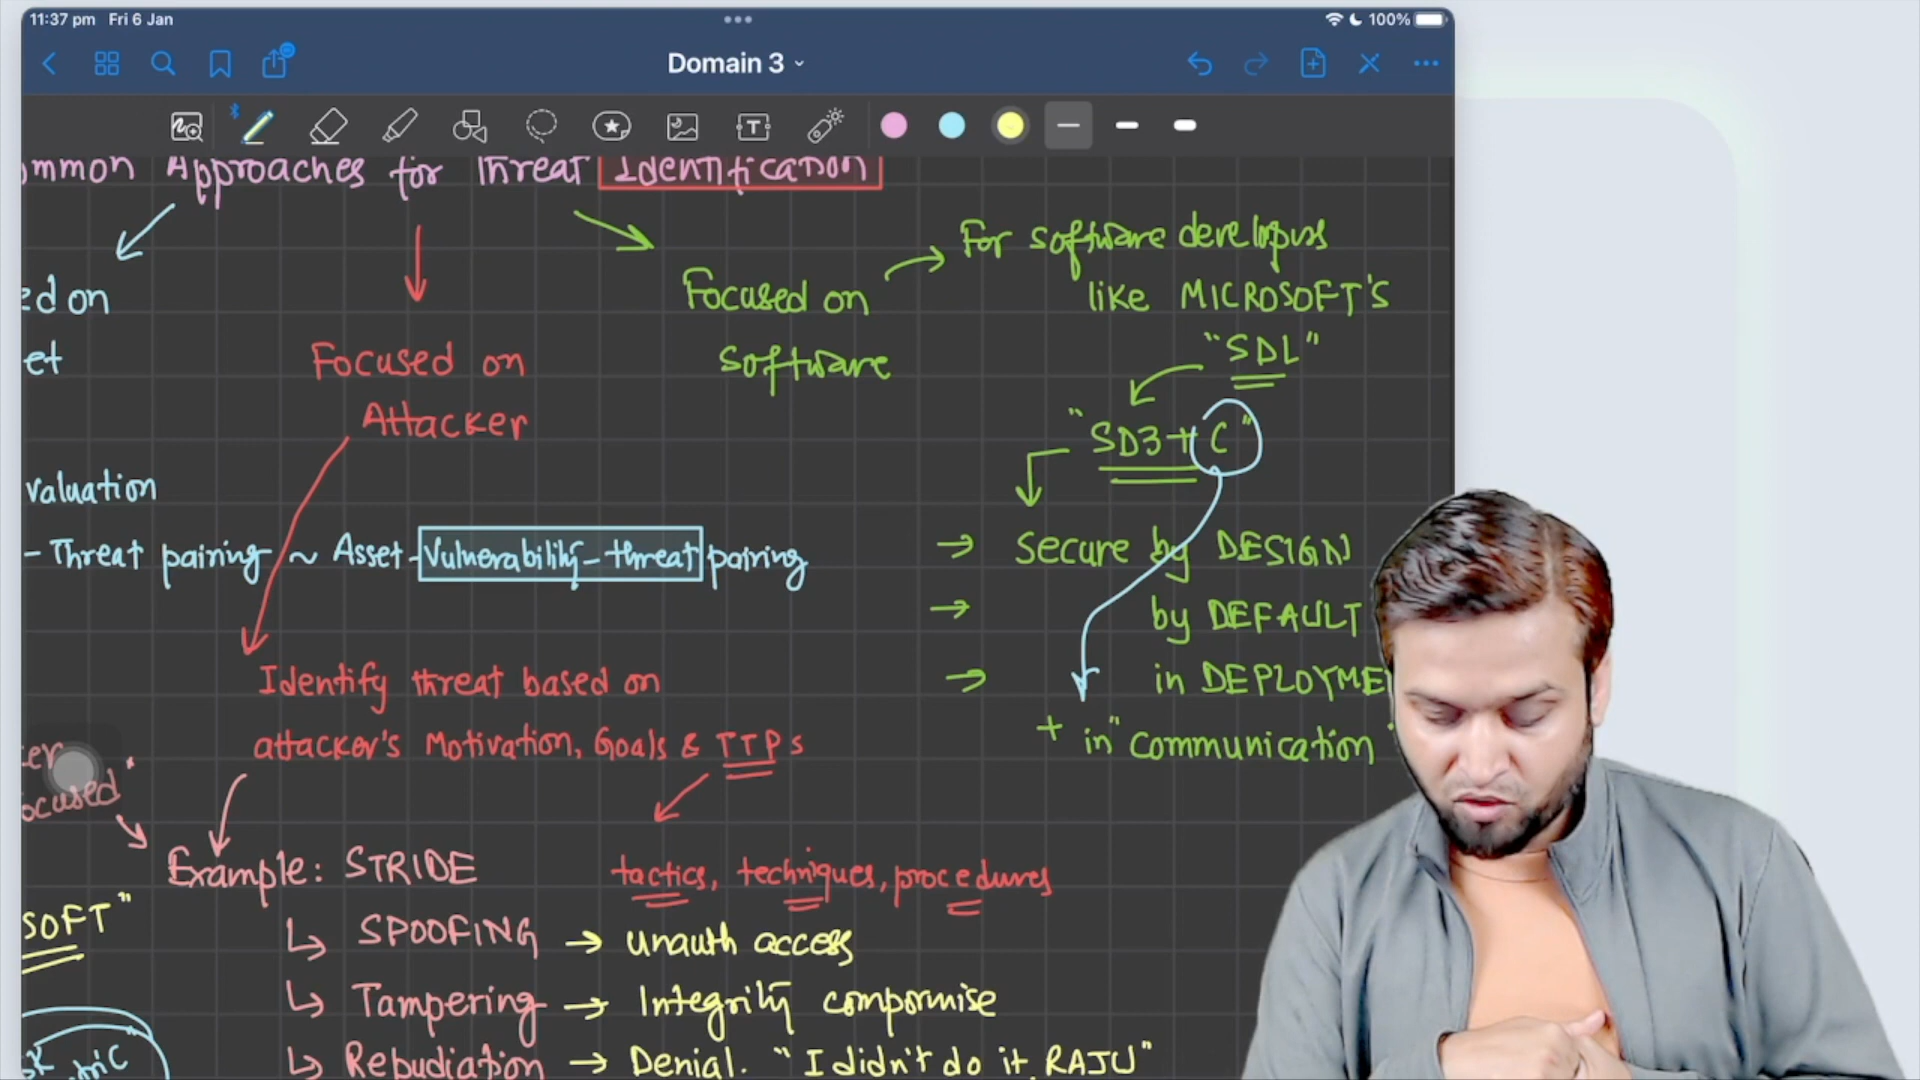 11:37 pm Fri 6 Jan
100%
Domain 3
Approaches for Threat Identification
For software developers
like MICROSOFT'S
"SDL"
Focused on
software
"SD3+C"
ed on
et
Focused on
Attacker
valuation
- Threat pairing ~ Asset - Vulnerability - threat pairing
→ Secure by DESIGN
→ by DEFAULT
→ in DEPLOYME
+ in "Communication"
Identify threat based on
attacker's Motivation, Goals & TTPs
ocused"
Example: STRIDE
tactics, techniques, procedures
SOFT"
↳ SPOOFING → unauth access
↳ Tampering → Integrity compormise
↳ Repudiation → Denial. "I didn't do it, RAJU"